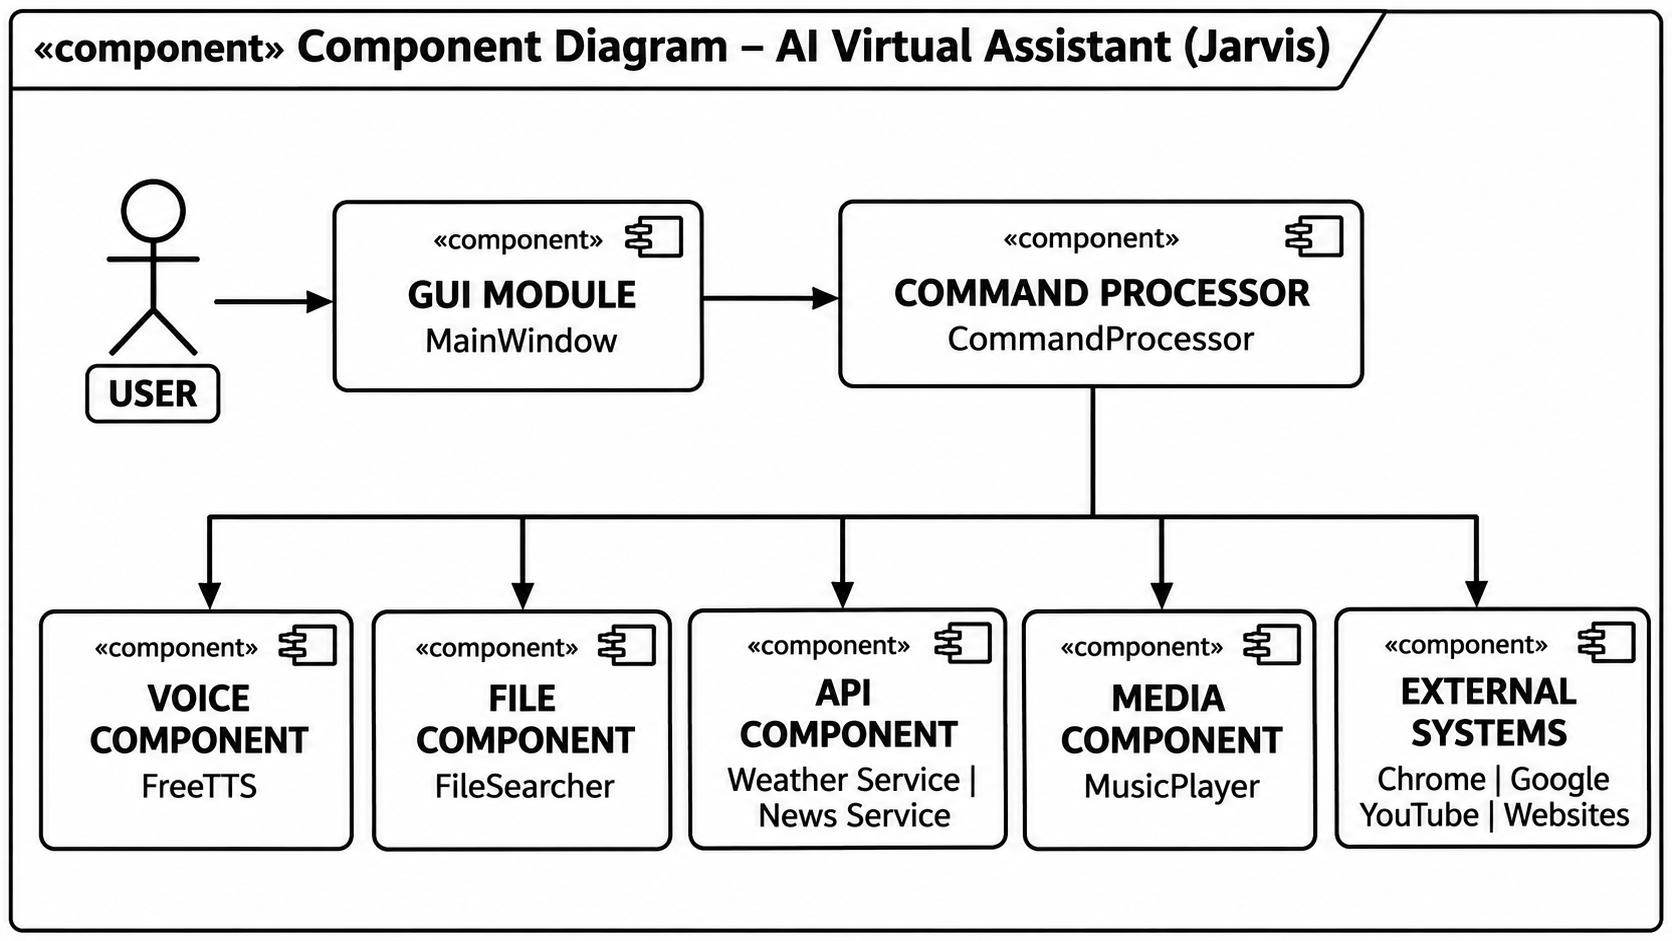 «component» Component Diagram – AI Virtual Assistant (Jarvis)
USER
«component»
GUI MODULE
MainWindow
«component»
COMMAND PROCESSOR
CommandProcessor
«component»
VOICE
COMPONENT
FreeTTS
«component»
FILE
COMPONENT
FileSearcher
«component»
API
COMPONENT
Weather Service |
News Service
«component»
MEDIA
COMPONENT
MusicPlayer
«component»
EXTERNAL
SYSTEMS
Chrome | Google
YouTube | Websites